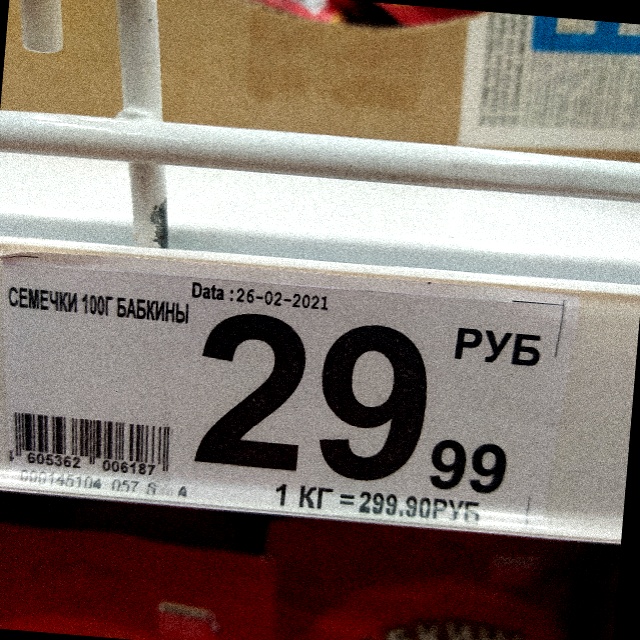 СЕМЕЧКИ 100Г БАБКИНЫ
Data :26-02-2021
29 99
РУБ
605362 006187
1 КГ =299.90РУБ